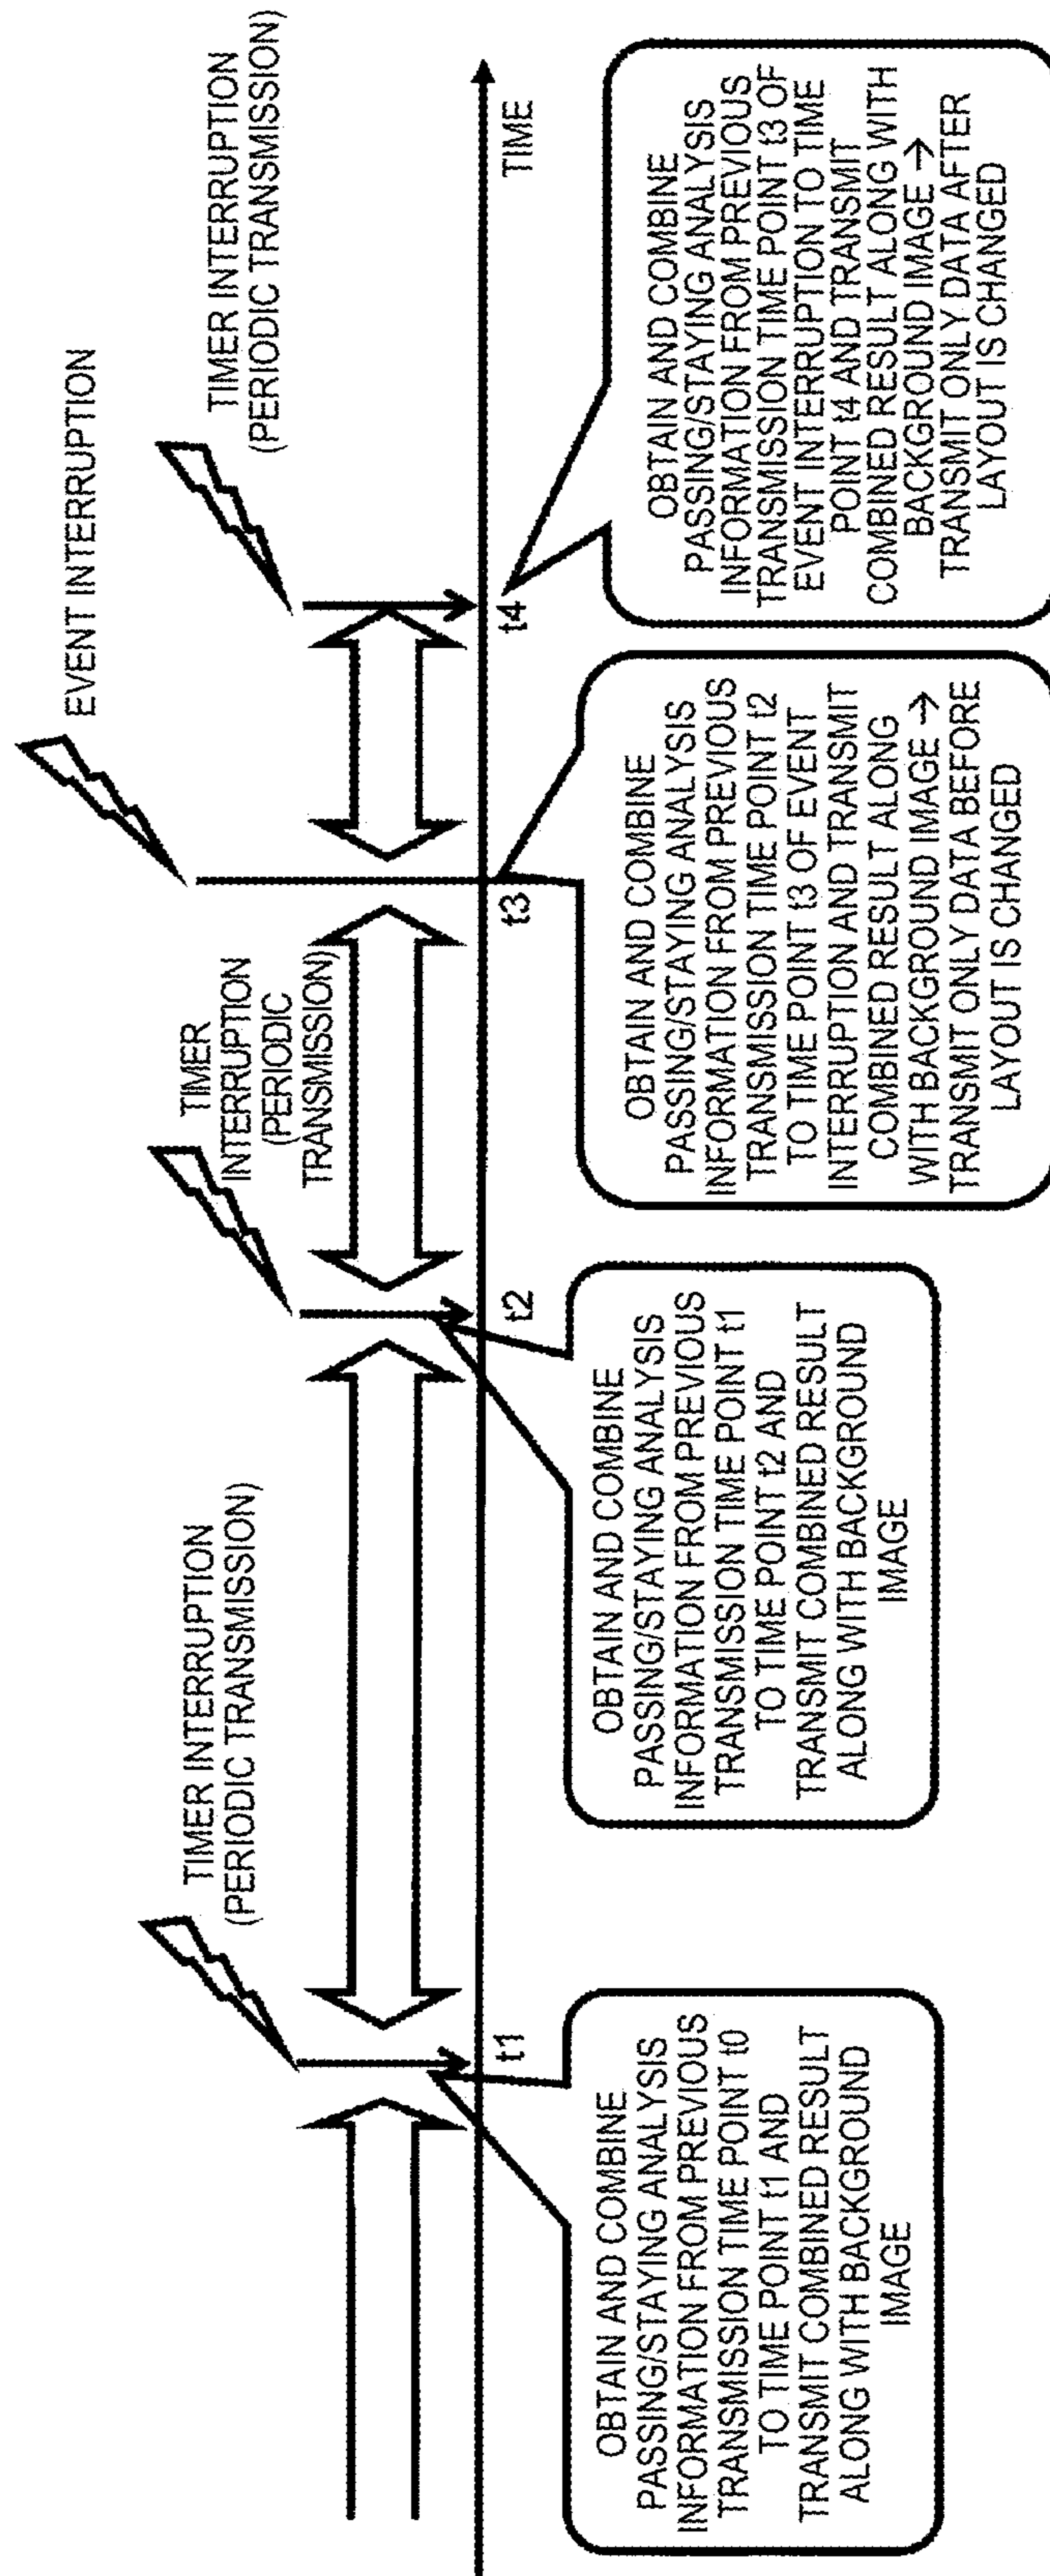 TIMER INTERRUPTION
(PERIODIC TRANSMISSION)
TIMER
INTERRUPTION
(PERIODIC
TRANSMISSION)
EVENT INTERRUPTION
TIMER INTERRUPTION
(PERIODIC TRANSMISSION)
t1
t2
t3
t4
TIME
OBTAIN AND COMBINE
PASSING/STAYING ANALYSIS
INFORMATION FROM PREVIOUS
TRANSMISSION TIME POINT t0
TO TIME POINT t1 AND
TRANSMIT COMBINED RESULT
ALONG WITH BACKGROUND
IMAGE
OBTAIN AND COMBINE
PASSING/STAYING ANALYSIS
INFORMATION FROM PREVIOUS
TRANSMISSION TIME POINT t1
TO TIME POINT t2 AND
TRANSMIT COMBINED RESULT
ALONG WITH BACKGROUND
IMAGE
OBTAIN AND COMBINE
PASSING/STAYING ANALYSIS
INFORMATION FROM PREVIOUS
TRANSMISSION TIME POINT t2
TO TIME POINT t3 OF EVENT
INTERRUPTION AND TRANSMIT
COMBINED RESULT ALONG
WITH BACKGROUND IMAGE →
TRANSMIT ONLY DATA BEFORE
LAYOUT IS CHANGED
OBTAIN AND COMBINE
PASSING/STAYING ANALYSIS
INFORMATION FROM PREVIOUS
TRANSMISSION TIME POINT t3 OF
EVENT INTERRUPTION TO TIME
POINT t4 AND TRANSMIT
COMBINED RESULT ALONG WITH
BACKGROUND IMAGE →
TRANSMIT ONLY DATA AFTER
LAYOUT IS CHANGED